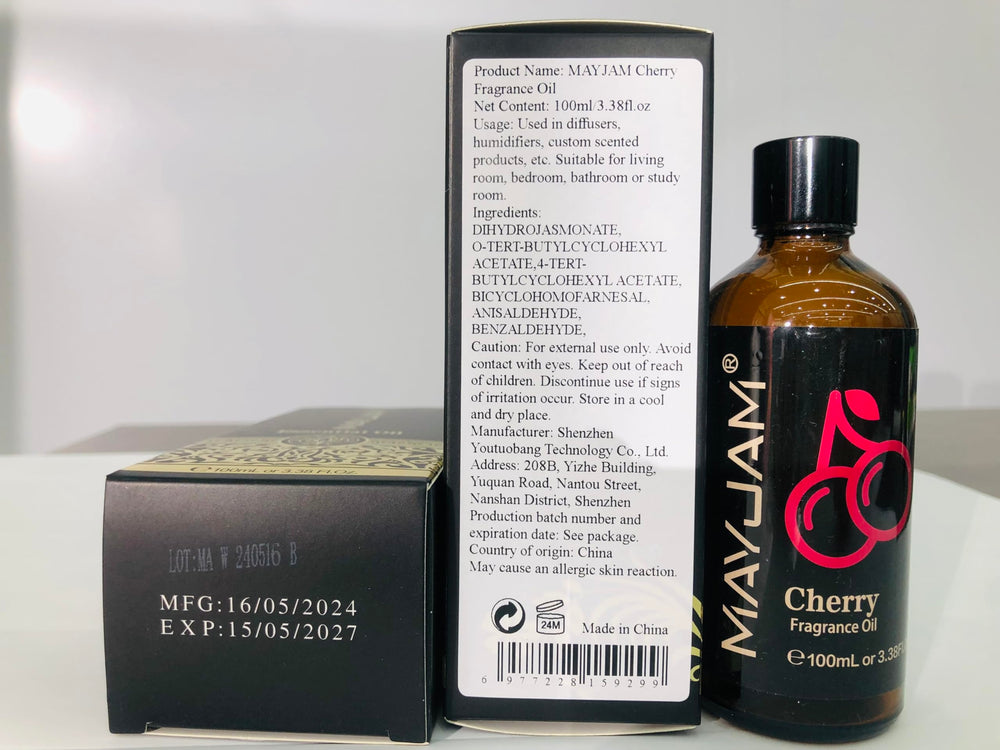 ℮100mL or 3.38 Fl.Oz
LOT:MA W 240516 B
MFG:16/05/2024
EXP:15/05/2027
Product Name: MAYJAM Cherry
Fragrance Oil
Net Content: 100ml/3.38fl.oz
Usage: Used in diffusers,
humidifiers, custom scented
products, etc. Suitable for living
room, bedroom, bathroom or study
room.
Ingredients:
DIHYDROJASMONATE,
O-TERT-BUTYLCYCLOHEXYL
ACETATE,4-TERT-
BUTYLCYCLOHEXYL ACETATE,
BICYCLOHOMOFARNESAL,
ANISALDEHYDE,
BENZALDEHYDE,
Caution: For external use only. Avoid
contact with eyes. Keep out of reach
of children. Discontinue use if signs
of irritation occur. Store in a cool
and dry place.
Manufacturer: Shenzhen
Youtuobang Technology Co., Ltd.
Address: 208B, Yizhe Building,
Yuquan Road, Nantou Street,
Nanshan District, Shenzhen
Production batch number and
expiration date: See package.
Country of origin: China
May cause an allergic skin reaction.
24M
Made in China
6 977228 159299
MAYJAM®
Cherry
Fragrance Oil
℮100mL or 3.38Fl